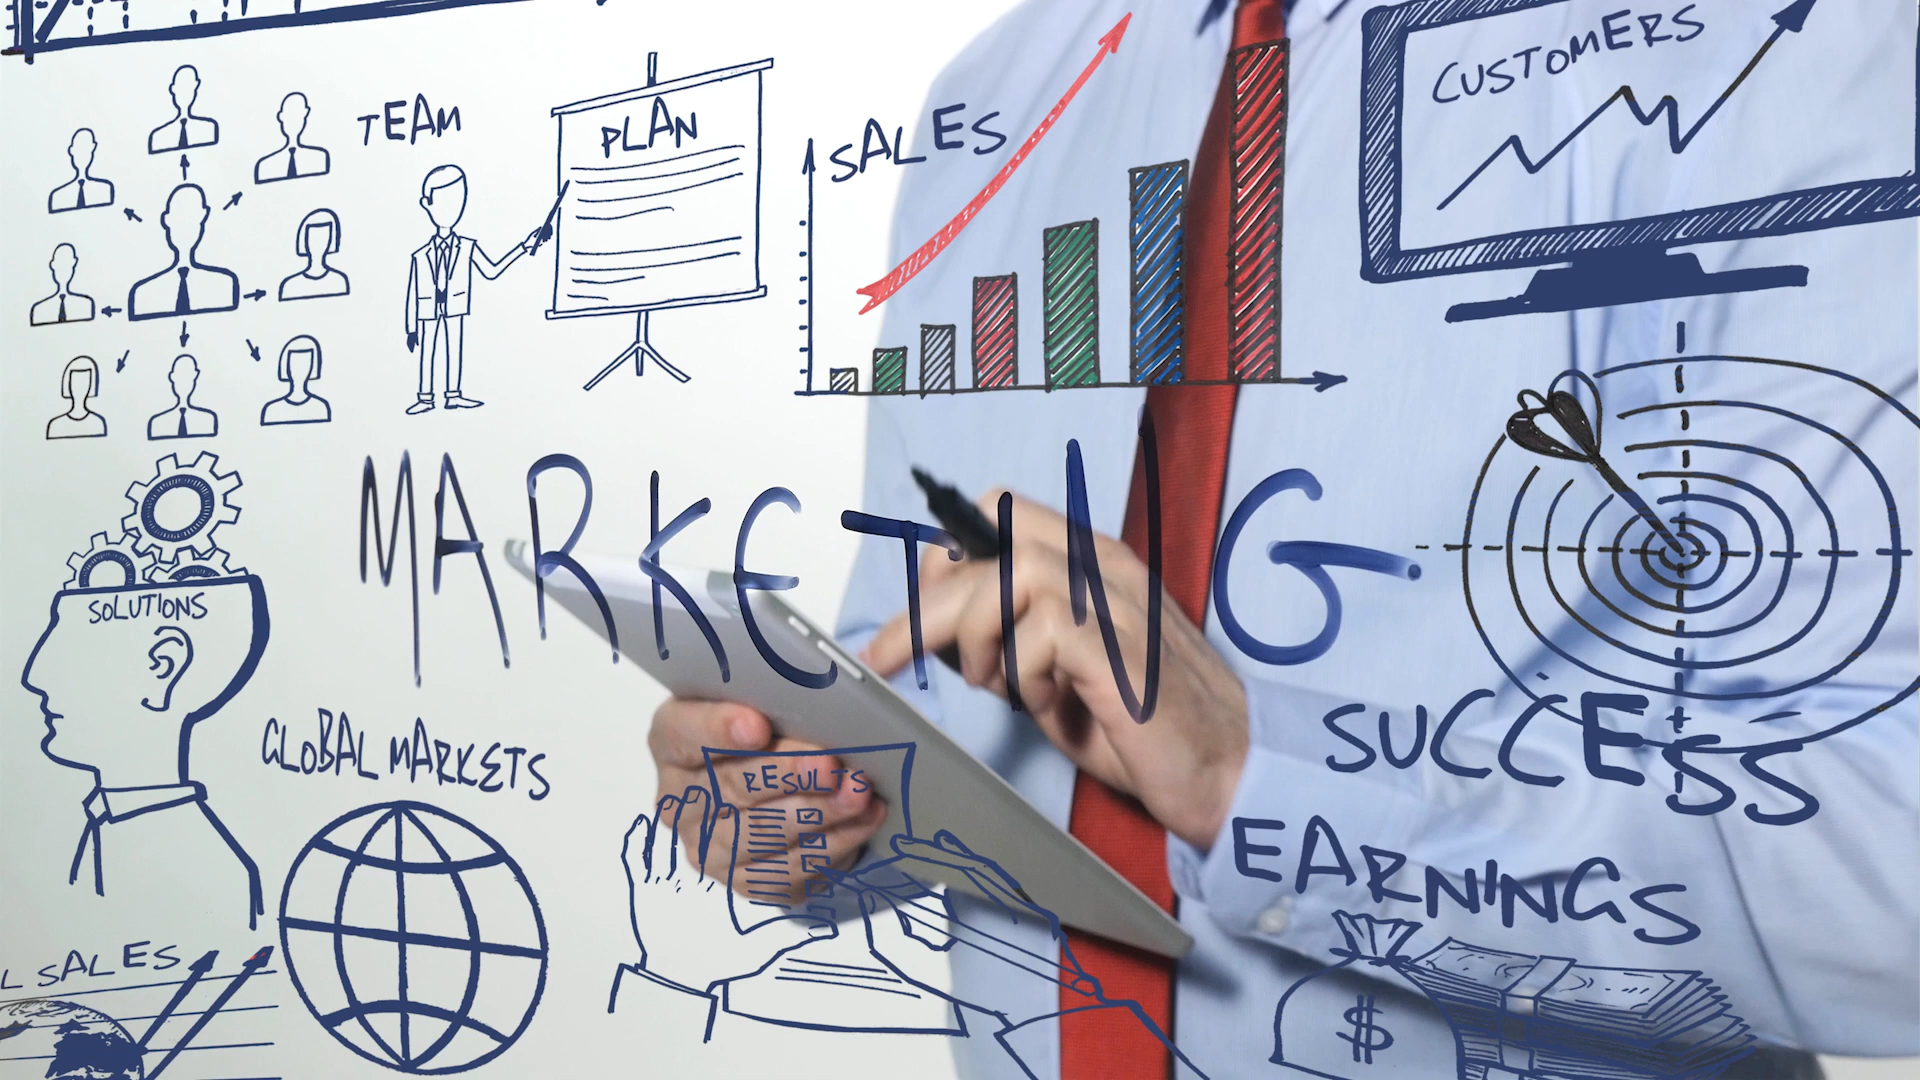 TEAM
PLAN
SALES
CUSTOMERS
MARKETING
SOLUTIONS
GLOBAL MARKETS
RESULTS
SUCCESS
EARNINGS
L SALES
$